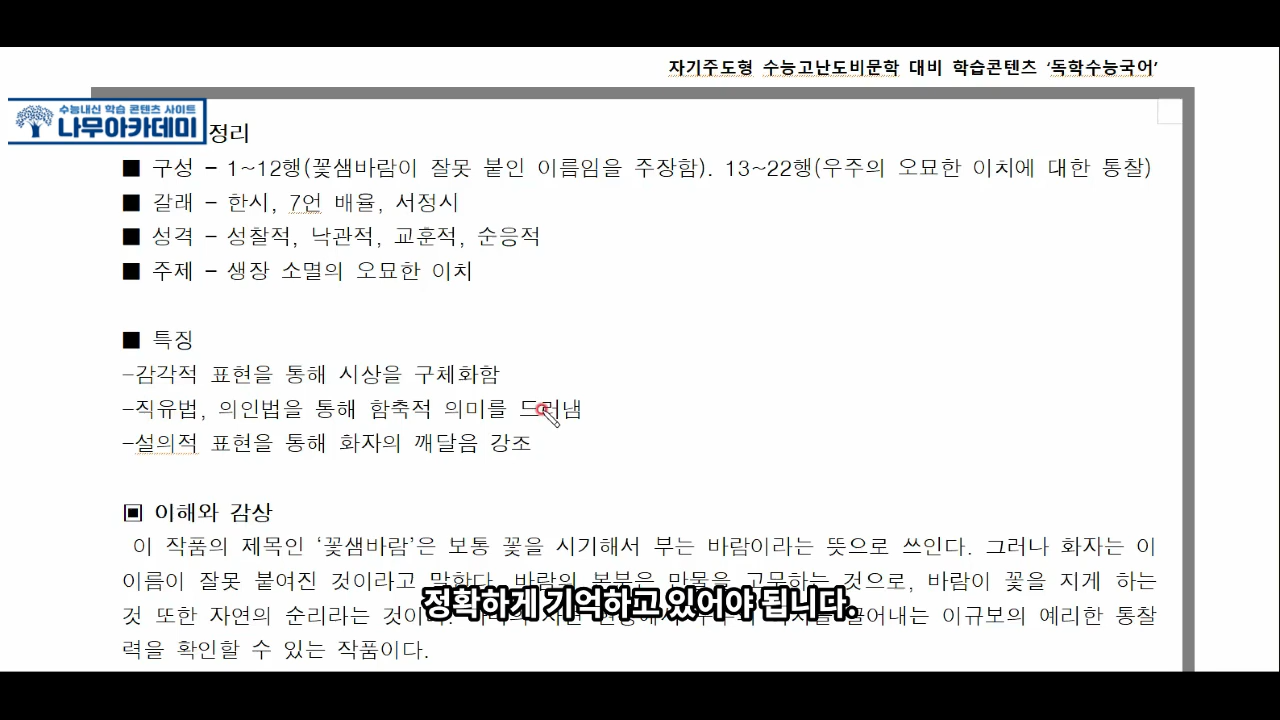 자기주도형 수능고난도비문학 대비 학습콘텐츠 ‘독학수능국어’
수능내신 학습 콘텐츠 사이트
나무아카데미
정리
■ 구성 - 1~12행(꽃샘바람이 잘못 붙인 이름임을 주장함). 13~22행(우주의 오묘한 이치에 대한 통찰)
■ 갈래 - 한시, 7언 배율, 서정시
■ 성격 - 성찰적, 낙관적, 교훈적, 순응적
■ 주제 - 생장 소멸의 오묘한 이치
■ 특징
-감각적 표현을 통해 시상을 구체화함
-직유법, 의인법을 통해 함축적 의미를 드러냄
-설의적 표현을 통해 화자의 깨달음 강조
▣ 이해와 감상
이 작품의 제목인 ‘꽃샘바람’은 보통 꽃을 시기해서 부는 바람이라는 뜻으로 쓰인다. 그러나 화자는 이
이름이 잘못 붙여진 것이라고 말한다. 바람의 본분은 만물을 고무하는 것으로, 바람이 꽃을 지게 하는
것 또한 자연의 순리라는 것이다. 끌어내는 이규보의 예리한 통찰
력을 확인할 수 있는 작품이다.
정확하게 기억하고 있어야 됩니다.